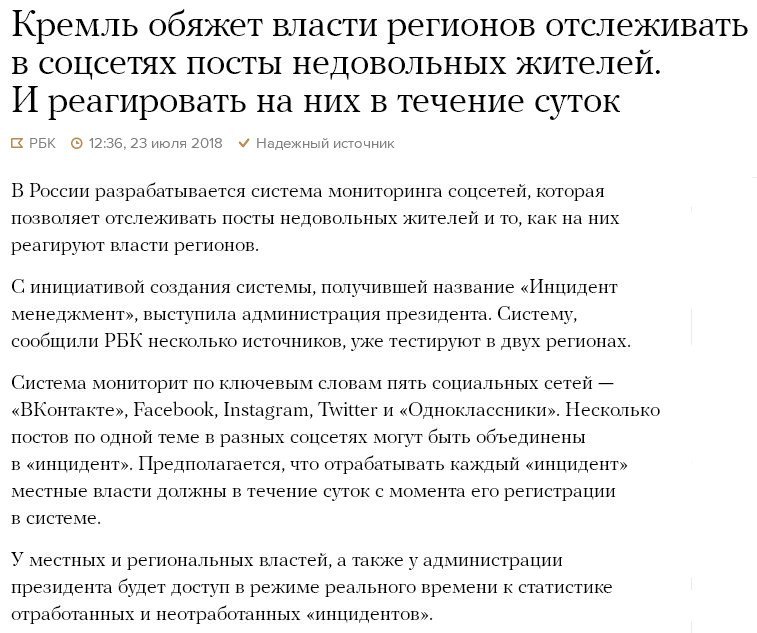 Кремль обяжет власти регионов отслеживать
в соцсетях посты недовольных жителей.
И реагировать на них в течение суток
РБК 12:36, 23 июля 2018 Надежный источник
В России разрабатывается система мониторинга соцсетей, которая
позволяет отслеживать посты недовольных жителей и то, как на них
реагируют власти регионов.
С инициативой создания системы, получившей название «Инцидент
менеджмент», выступила администрация президента. Систему,
сообщили РБК несколько источников, уже тестируют в двух регионах.
Система мониторит по ключевым словам пять социальных сетей —
«ВКонтакте», Facebook, Instagram, Twitter и «Одноклассники». Несколько
постов по одной теме в разных соцсетях могут быть объединены
в «инцидент». Предполагается, что отрабатывать каждый «инцидент»
местные власти должны в течение суток с момента его регистрации
в системе.
У местных и региональных властей, а также у администрации
президента будет доступ в режиме реального времени к статистике
отработанных и неотработанных «инцидентов».